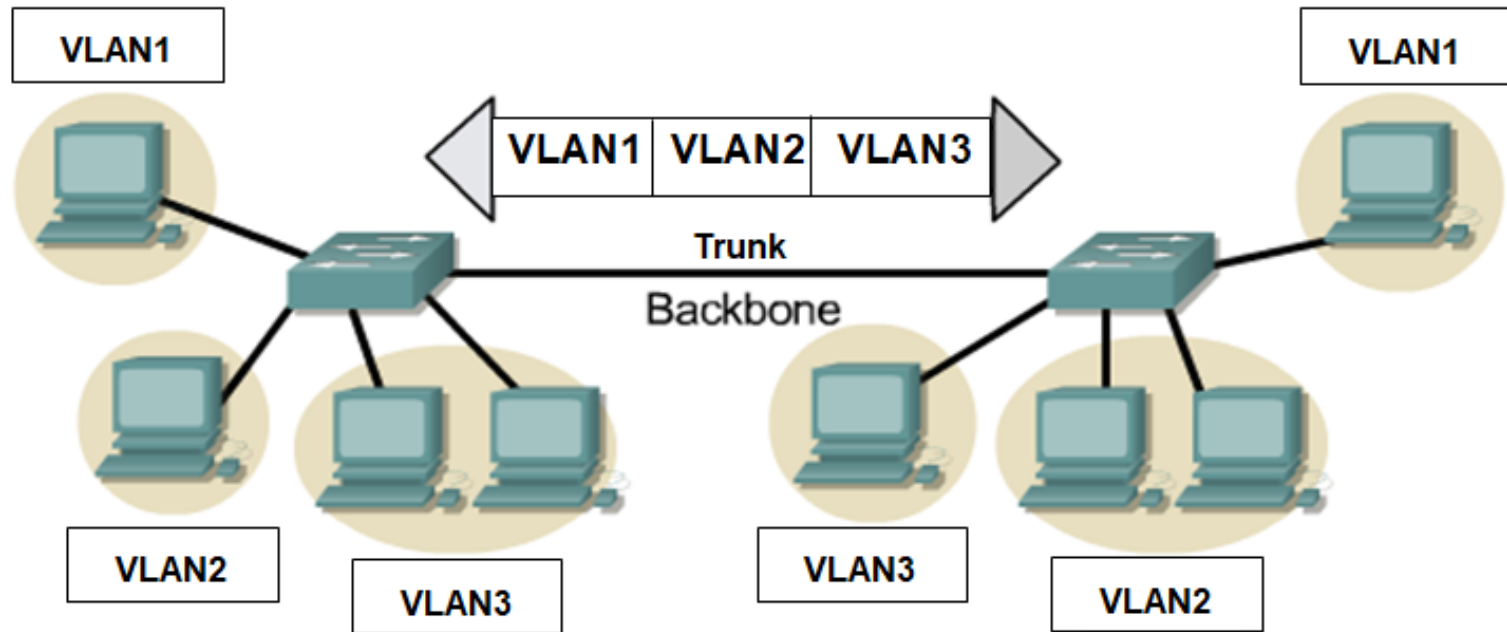 VLAN1
VLAN1
VLAN1 VLAN2 VLAN3
Trunk
Backbone
VLAN2
VLAN3
VLAN3
VLAN2